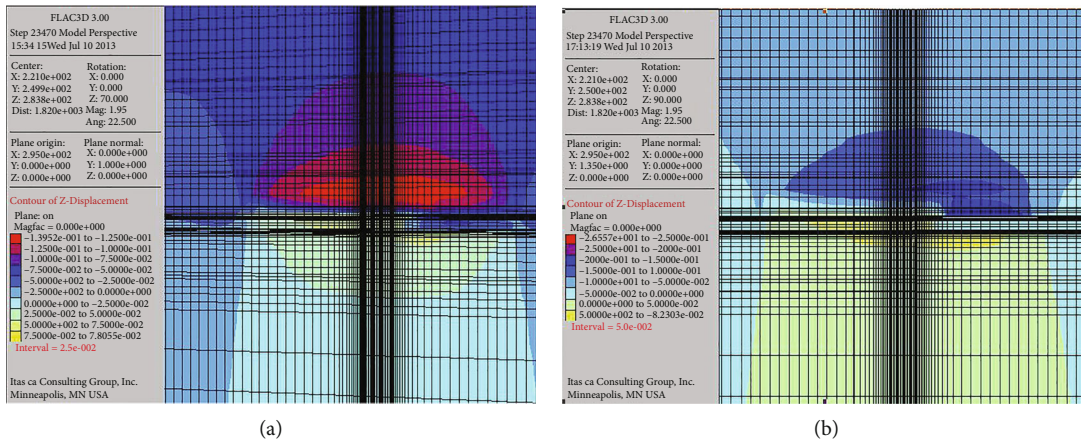 FLAC3D 3.00
Step 23470 Model Perspective
15:34 15Wed Jul 10 2013
Center:
X: 2.210e+002
Y: 2.499e+002
Z: 2.838e+002
Dist: 1.820e+003
Rotation:
X: 0.000
Y: 0.000
Z: 70.000
Mag: 1.95
Ang: 22.500
Plane origin:
X: 2.950e+002
Y: 0.000e+000
Z: 0.000e+000
Plane normal:
X: 0.000e+000
Y: 1.000e+000
Z: 0.000e+000
Contour of Z-Displacement
Plane: on
Magfac = 0.000e+000
−1.3952e-001 to −1.2500e-001
−1.2500e-001 to −1.0000e-001
−1.0000e-001 to −7.5000e-002
−7.5000e-002 to −5.0000e-002
−5.0000e+002 to −2.5000e-002
−2.5000e+002 to 0.0000e+000
0.0000e+000 to −2.5000e-002
2.5000e-002 to 5.0000e-002
5.0000e+002 to 7.5000e-002
7.5000e-002 to 7.8055e-002
Interval = 2.5e-002
Itas ca Consulting Group, Inc.
Minneapolis, MN USA
(a)
FLAC3D 3.00
Step 23470 Model Perspective
17:13:19 Wed Jul 10 2013
Center:
X: 2.210e+002
Y: 2.500e+002
Z: 2.838e+002
Dist: 1.820e+003
Rotation:
X: 0.000
Y: 0.000
Z: 90.000
Mag: 1.95
Ang: 22.500
Plane origin:
X: 2.950e+002
Y: 1.350e+000
Z: 0.000e+000
Plane normal:
X: 0.000e+000
Y: 0.000e+000
Z: 0.000e+000
Contour of Z-Displacement
Plane on
Magfac = 0.000e+000
−2.6557e+001 to −2.5000e-001
−2.5000e+001 to −2000e-001
−2000e-001 to −1.5000e-001
−1.5000e-001 to 1.0000e-001
−1.0000e+001 to −5.0000e-002
−5.0000e-002 to 0.0000e+000
0.0000e+000 to 5.0000e-002
5.0000e+002 to −8.2303e-002
Interval = 5.0e-002
Itas ca Consulting Group, Inc.
Minneapolis, MN USA
(b)